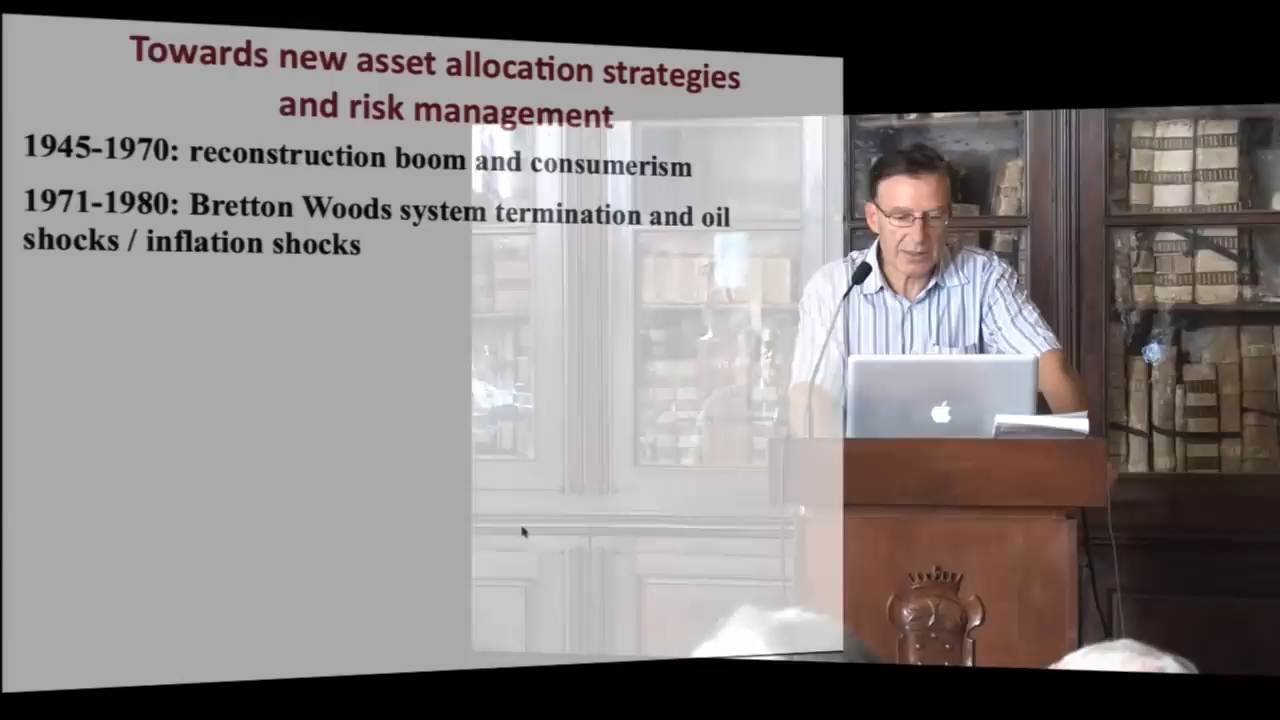 Towards new asset allocation strategies
and risk management
1945-1970: reconstruction boom and consumerism
1971-1980: Bretton Woods system termination and oil
shocks / inflation shocks